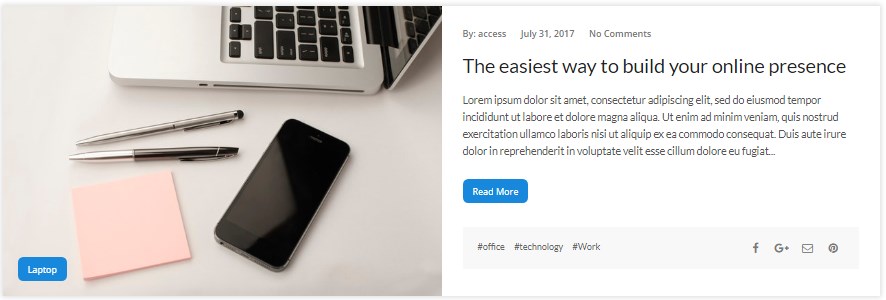 By: access July 31, 2017 No Comments
The easiest way to build your online presence
Lorem ipsum dolor sit amet, consectetur adipiscing elit, sed do eiusmod tempor
incididunt ut labore et dolore magna aliqua. Ut enim ad minim veniam, quis nostrud
exercitation ullamco laboris nisi ut aliquip ex ea commodo consequat. Duis aute irure
dolor in reprehenderit in voluptate velit esse cillum dolore eu fugiat...
Read More
#office #technology #Work
Laptop